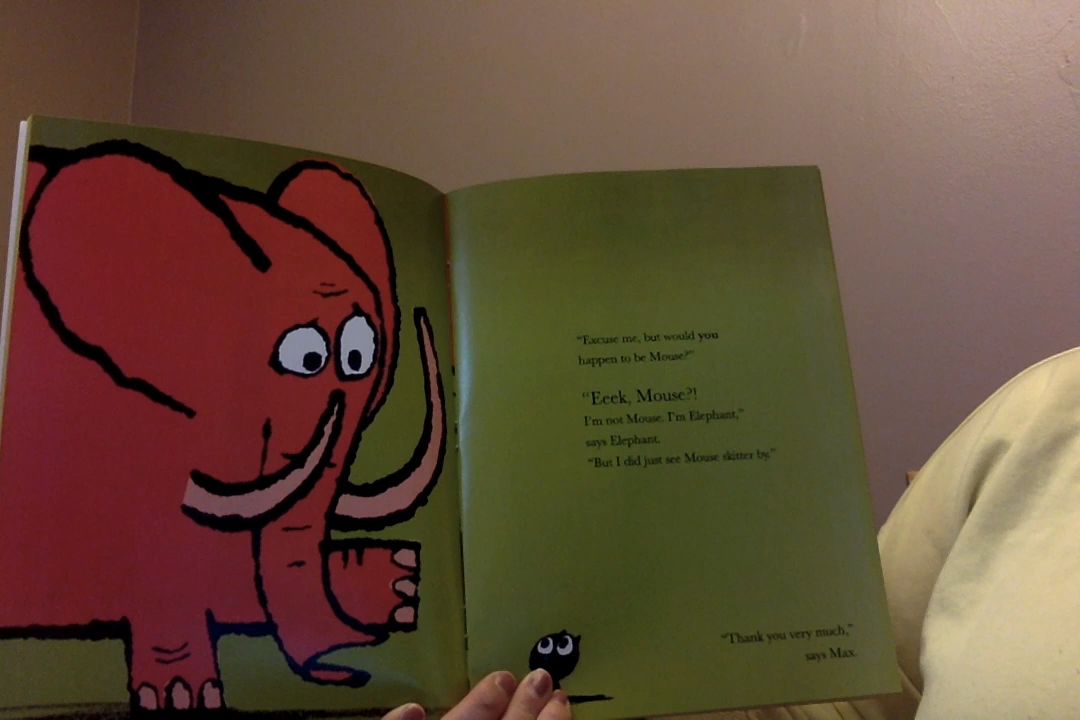 “Excuse me, but would you
happen to be Mouse?”
“Eeek, Mouse?!
I'm not Mouse. I'm Elephant,”
says Elephant.
“But I did just see Mouse skitter by.”
“Thank you very much,”
says Max.